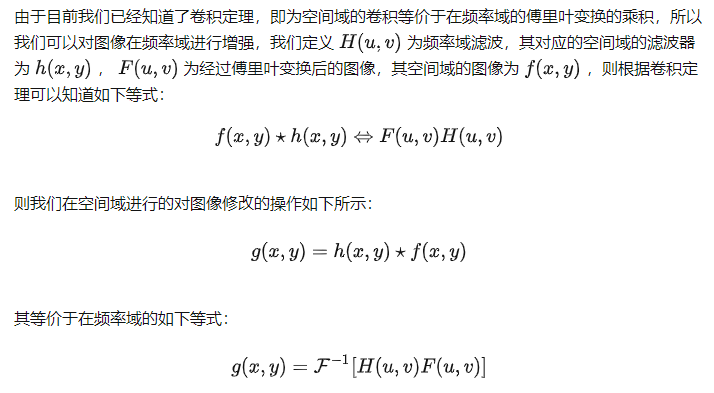 由于目前我们已经知道了卷积定理，即为空间域的卷积等价于在频率域的傅里叶变换的乘积，所以
我们可以对图像在频率域进行增强，我们定义 H(u, v) 为频率域滤波，其对应的空间域的滤波器
为 h(x, y) ， F(u, v) 为经过傅里叶变换后的图像，其空间域的图像为 f(x, y) ，则根据卷积定
理可以知道如下等式：
f(x, y) ⋆ h(x, y) ⇔ F(u, v)H(u, v)
则我们在空间域进行的对图像修改的操作如下所示：
g(x, y) = h(x, y) ⋆ f(x, y)
其等价于在频率域的如下等式：
g(x, y) = ℱ⁻¹[H(u, v)F(u, v)]